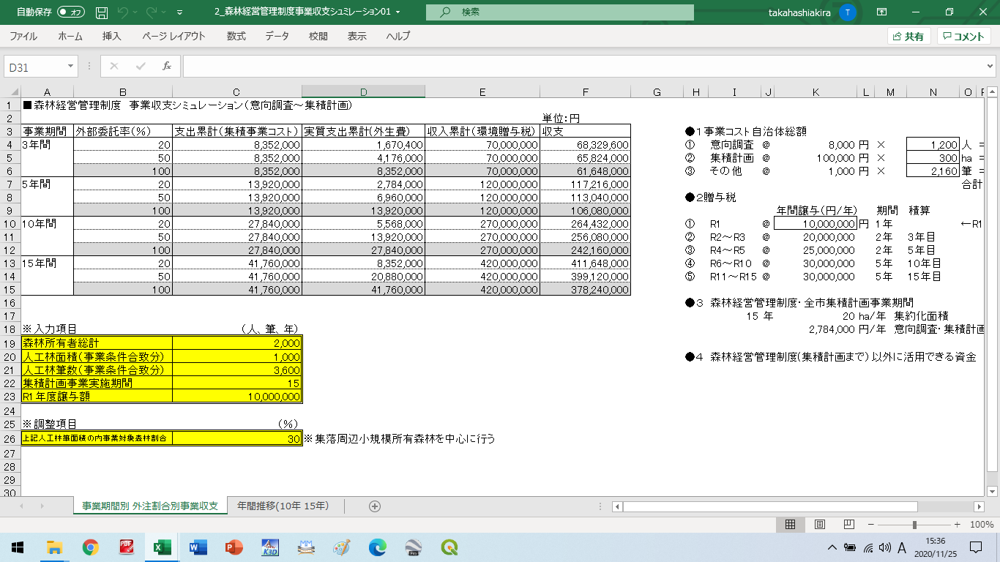 自動保存 オフ 2_森林経営管理制度事業収支シュミレーション01 検索 takahashiakira T
ファイル ホーム 挿入 ページ レイアウト 数式 データ 校閲 表示 ヘルプ 共有 コメント
D31 fx
A B C D E F G H I J K L M N O P
1 ■森林経営管理制度 事業収支シミュレーション(意向調査~集積計画)
2 単位:円
3 事業期間 外部委託率(%) 支出累計(集積事業コスト) 実質支出累計(外生費) 収入累計(環境贈与税) 収支 ●1事業コスト自治体総額
4 3年間 20 8,352,000 1,670,400 70,000,000 68,329,600 ① 意向調査 @ 8,000 円 × 1,200 人 =
5 50 8,352,000 4,176,000 70,000,000 65,824,000 ② 集積計画 @ 100,000 円 × 300 ha =
6 100 8,352,000 8,352,000 70,000,000 61,648,000 ③ その他 @ 1,000 円 × 2,160 筆 =
7 5年間 20 13,920,000 2,784,000 120,000,000 117,216,000 合計
8 50 13,920,000 6,960,000 120,000,000 113,040,000 ●2贈与税
9 100 13,920,000 13,920,000 120,000,000 106,080,000 年間譲与(円/年) 期間 積算
10 10年間 20 27,840,000 5,568,000 270,000,000 264,432,000 ① R1 @ 10,000,000 円 1年 ←R1
11 50 27,840,000 13,920,000 270,000,000 256,080,000 ② R2~R3 @ 20,000,000 2年 3年目
12 100 27,840,000 27,840,000 270,000,000 242,160,000 ③ R4~R5 @ 25,000,000 2年 5年目
13 15年間 20 41,760,000 8,352,000 420,000,000 411,648,000 ④ R6~R10 @ 30,000,000 5年 10年目
14 50 41,760,000 20,880,000 420,000,000 399,120,000 ⑤ R11~R15 @ 30,000,000 5年 15年目
15 100 41,760,000 41,760,000 420,000,000 378,240,000
16 ●3 森林経営管理制度・全市集積計画事業期間
17 15 年 20 ha/年 集約化面積
18 ※入力項目 (人、筆、年) 2,784,000 円/年 意向調査・集積計画
19 森林所有者総計 2,000
20 人工林面積(事業条件合致分) 1,000 ●4 森林経営管理制度(集積計画まで)以外に活用できる資金
21 人工林筆数(事業条件合致分) 3,600
22 集積計画事業実施期間 15
23 R1年度譲与額 10,000,000
24
25 ※調整項目 (%)
26 上記人工林筆面積の内事業対象森林割合 30 ※集落周辺小規模所有森林を中心に行う
27
28
29
30
事業期間別 外注割合別事業収支 年間推移(10年 15年)
100%
PDF W P K3D MM Pro A 15:36
2020/11/25